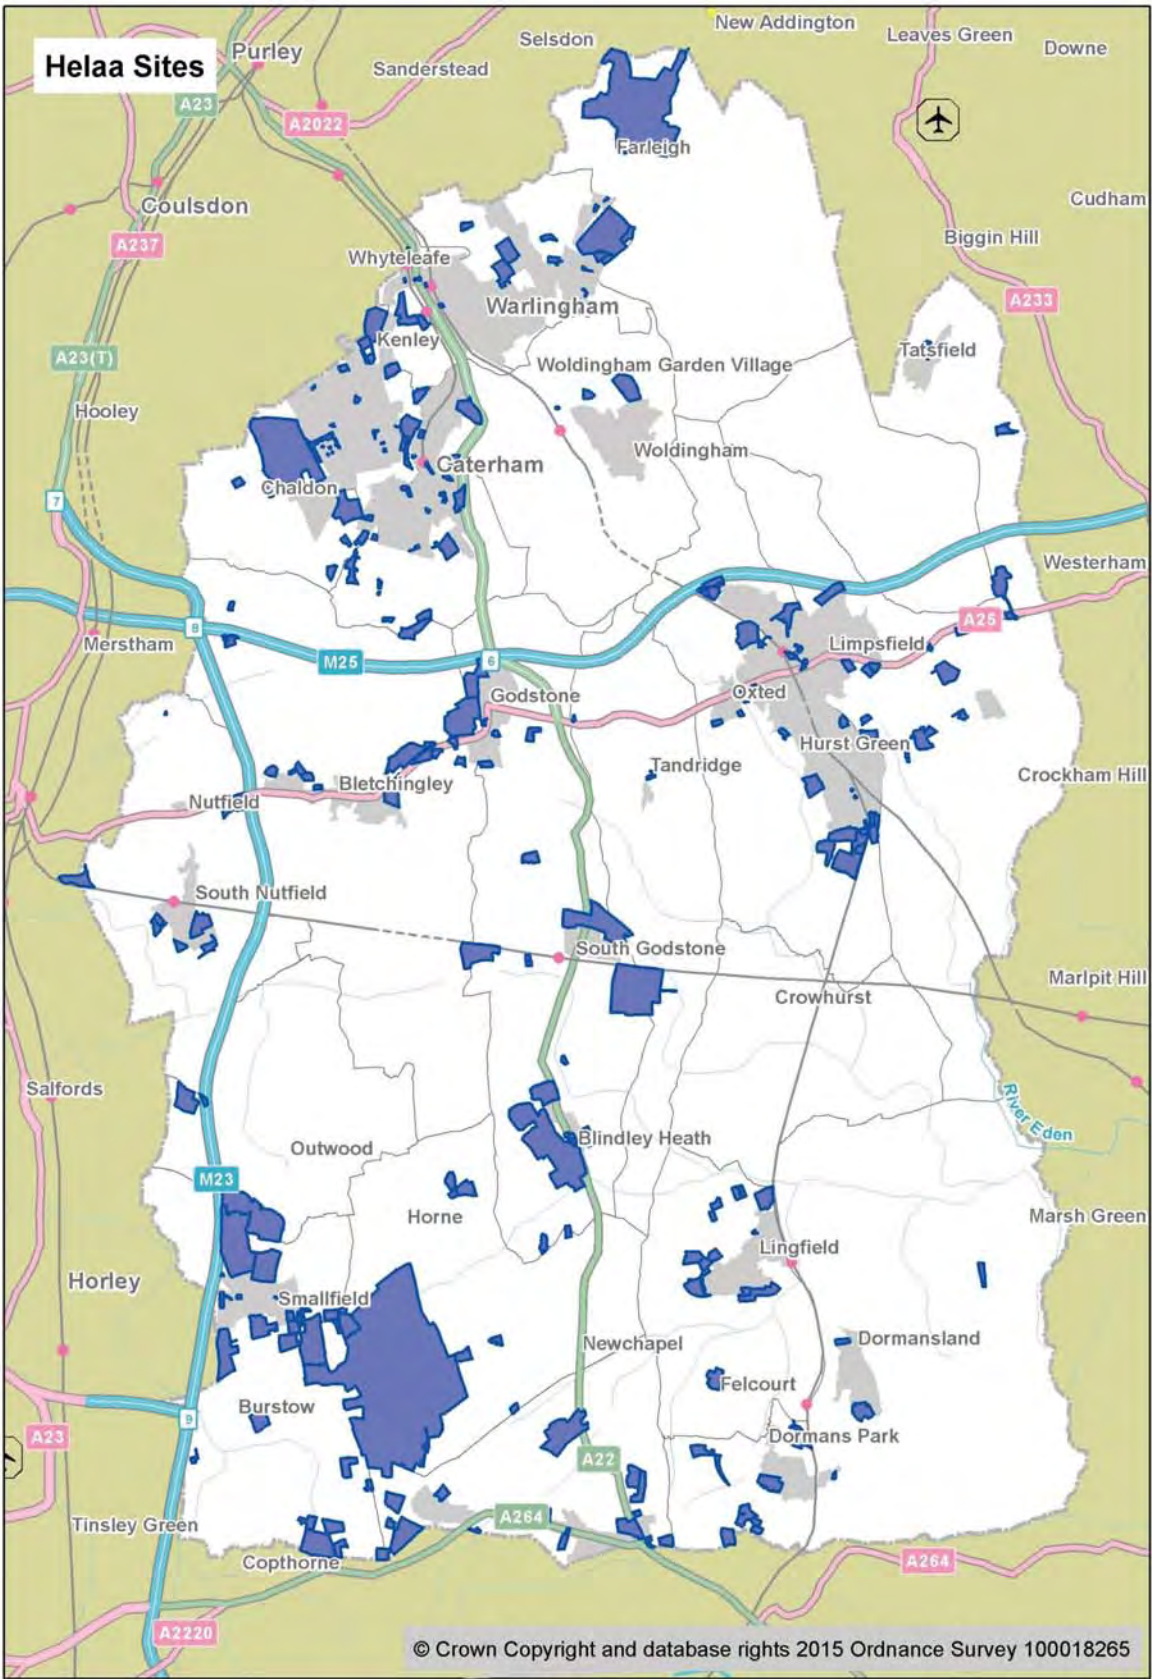 New Addington
Selsdon
Leaves Green
Downe
Helaa Sites
Purley
Sanderstead
A23
A2022
Farleigh
Cudham
Coulsdon
A237
Biggin Hill
Whyteleafe
Warlingham
A233
Kenley
A23(T)
Tatsfield
Woldingham Garden Village
Hooley
Woldingham
Caterham
Chaldon
7
Westerham
A25
8
Merstham
M25
6
Limpsfield
Oxted
Godstone
Hurst Green
Tandridge
Crockham Hill
Bletchingley
Nutfield
South Nutfield
South Godstone
Marlpit Hill
Crowhurst
Salfords
River Eden
Blindley Heath
Outwood
M23
Horne
Marsh Green
Lingfield
Horley
Smallfield
Newchapel
Dormansland
Felcourt
Burstow
9
A23
Dormans Park
A22
A264
Tinsley Green
Copthorne
A264
A2220
© Crown Copyright and database rights 2015 Ordnance Survey 100018265